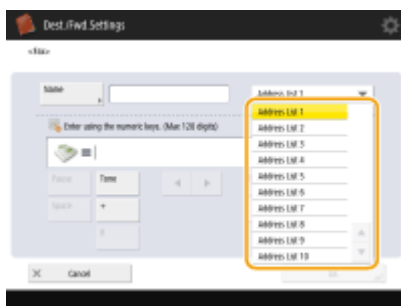 Dest./Fwd Settings
<Fax>
Name
Address List 1
Enter using the numeric keys. (Max 120 digits)
Address List 1
Address List 2
Address List 3
Address List 4
Address List 5
Address List 6
Address List 7
Address List 8
Address List 9
Address List 10
Pause
Tone
Space
+
R
Cancel
OK